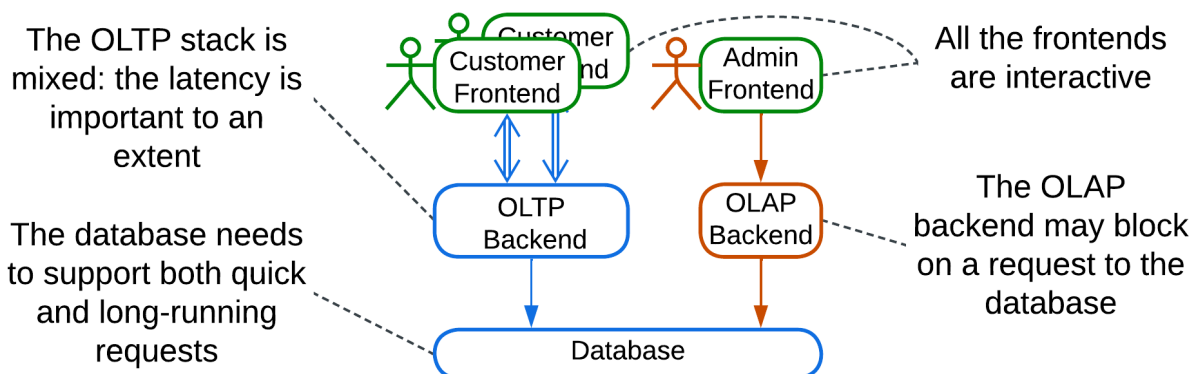 The OLTP stack is
mixed: the latency is
important to an
extent
The database needs
to support both quick
and long-running
requests
Customer
Customer
Frontend
nd
Admin
Frontend
OLTP
Backend
OLAP
Backend
Database
All the frontends
are interactive
The OLAP
backend may block
on a request to the
database